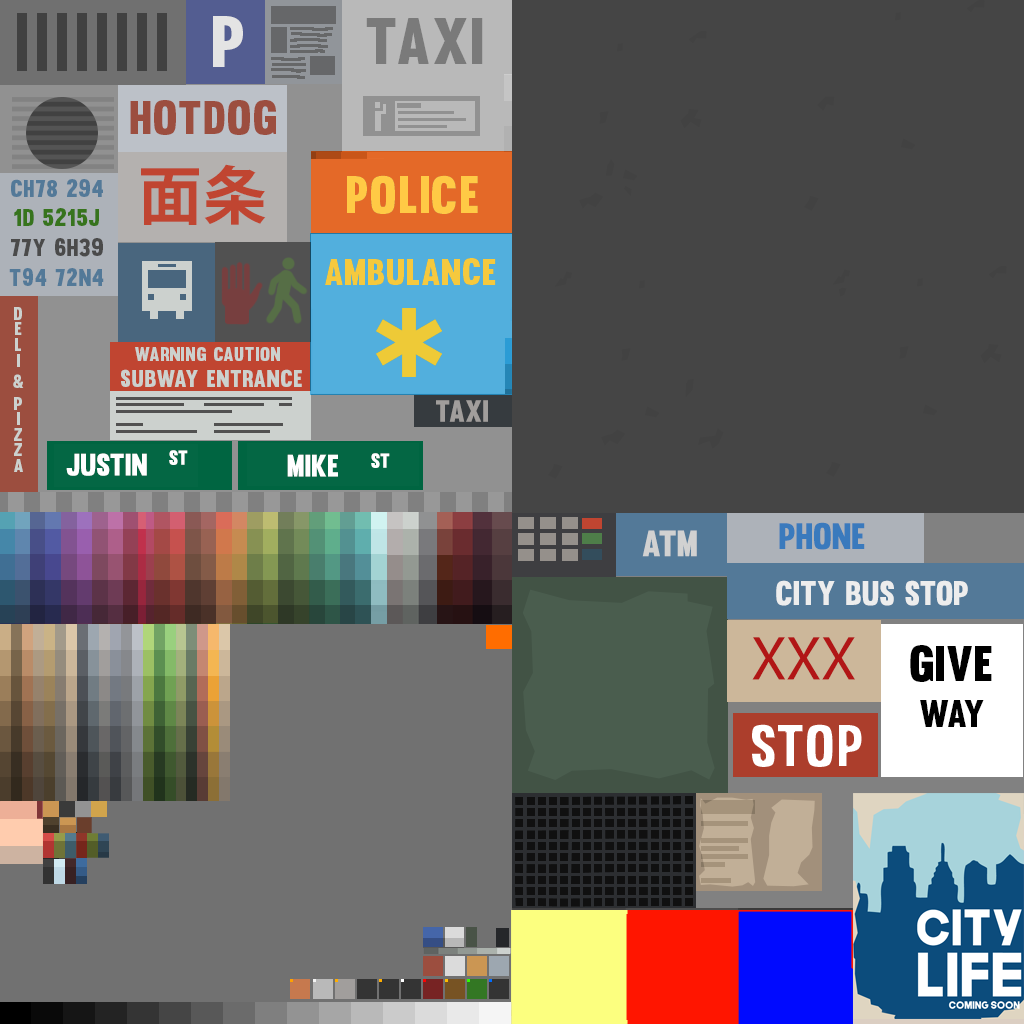 P
TAXI
HOTDOG
面条
CH78 294
1D 5215J
77Y 6H39
T94 72N4
POLICE
AMBULANCE
DELI & PIZZA
WARNING CAUTION
SUBWAY ENTRANCE
TAXI
JUSTIN ST
MIKE ST
ATM
PHONE
CITY BUS STOP
XXX
GIVE
WAY
STOP
CITY
LIFE
COMING SOON